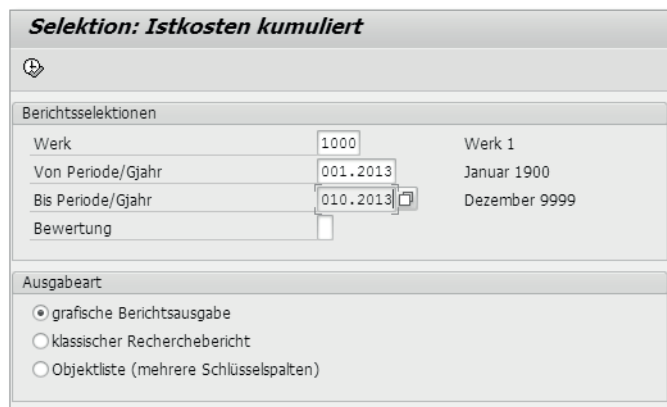 Selektion: Istkosten kumuliert
Berichtsselektionen
Werk 1000 Werk 1
Von Periode/Gjahr 001.2013 Januar 1900
Bis Periode/Gjahr 010.2013 Dezember 9999
Bewertung
Ausgabeart
grafische Berichtsausgabe
klassischer Recherchebericht
Objektliste (mehrere Schlüsselspalten)